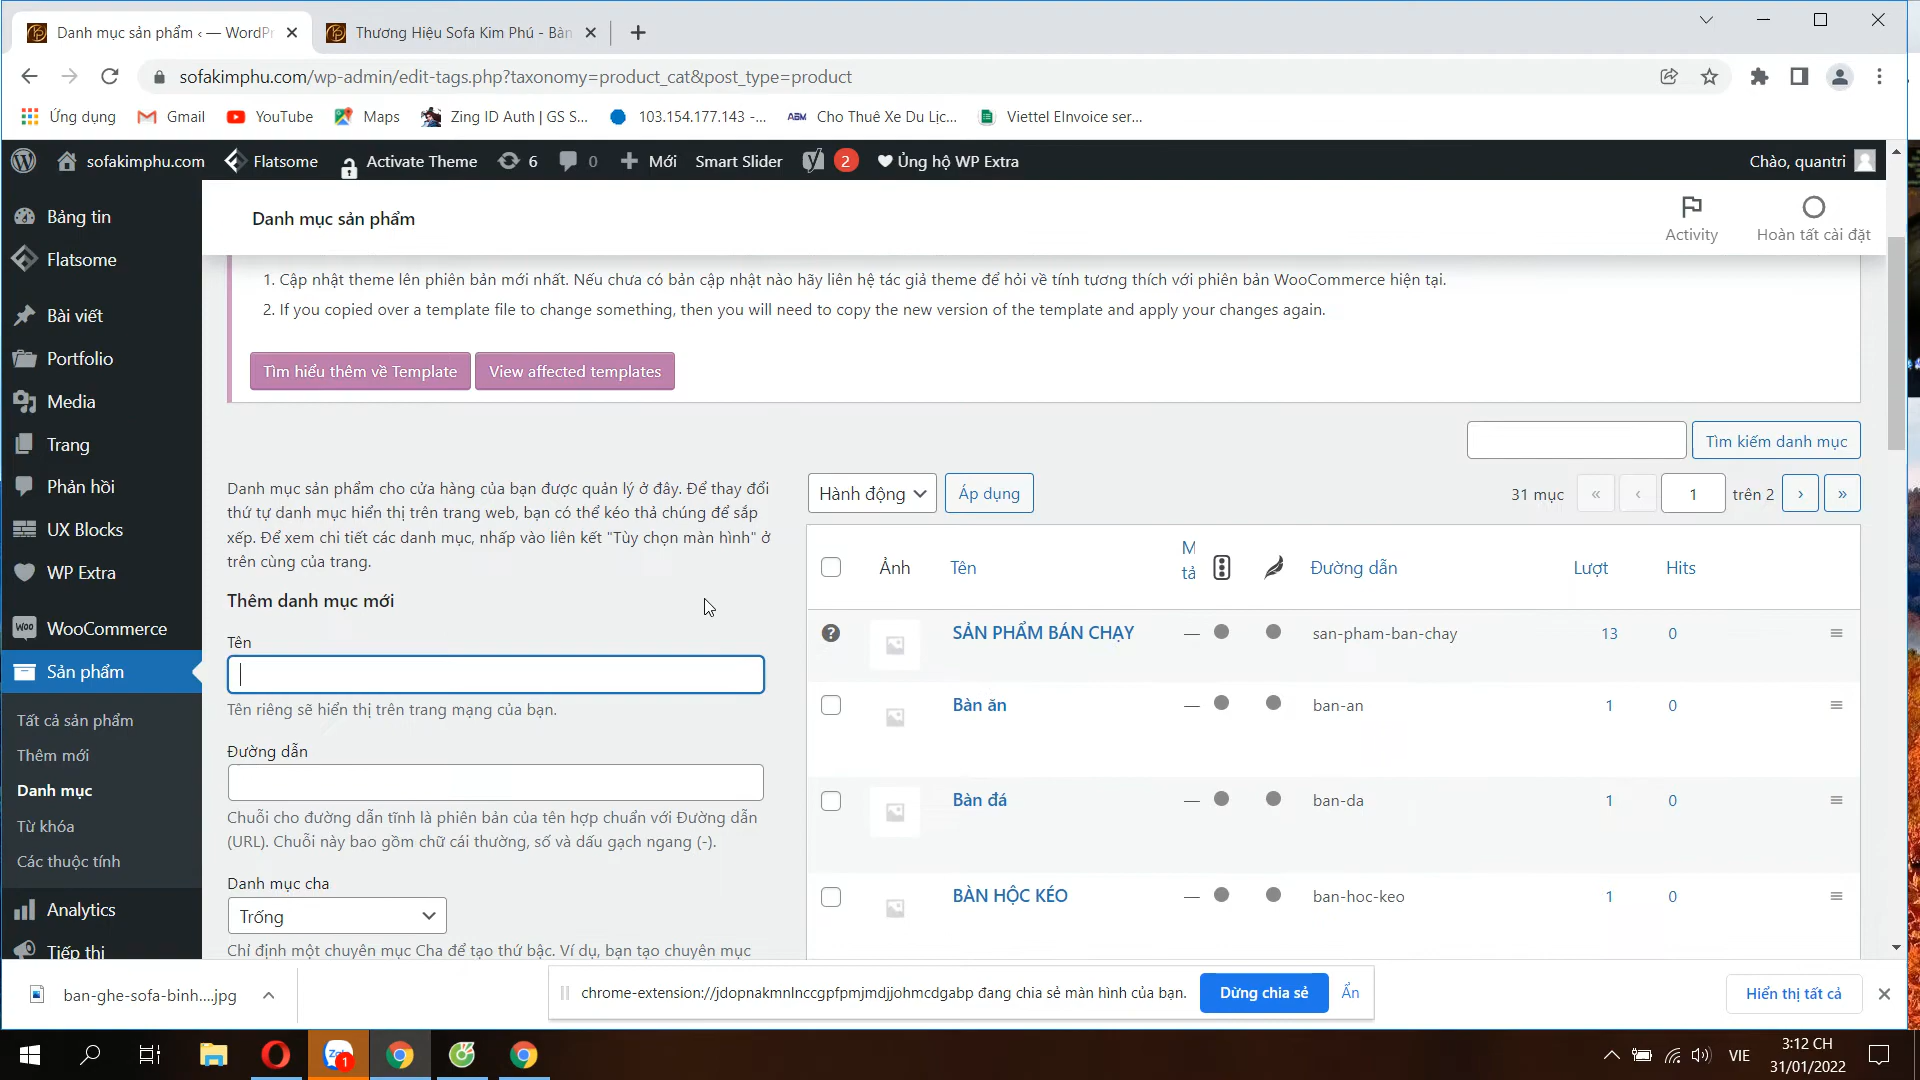 Danh mục sản phẩm ‹ — WordPr
Thương Hiệu Sofa Kim Phú - Bàn
sofakimphu.com/wp-admin/edit-tags.php?taxonomy=product_cat&post_type=product
Ứng dụng
Gmail
YouTube
Maps
Zing ID Auth | GS S...
103.154.177.143 -...
Cho Thuê Xe Du Lịc...
Viettel EInvoice ser...
sofakimphu.com
Flatsome
Activate Theme
6
0
Mới
Smart Slider
2
Ủng hộ WP Extra
Chào, quantri
Bảng tin
Flatsome
Bài viết
Portfolio
Media
Trang
Phản hồi
UX Blocks
WP Extra
WooCommerce
Sản phẩm
Tất cả sản phẩm
Thêm mới
Danh mục
Từ khóa
Các thuộc tính
Analytics
Tiếp thị
Danh mục sản phẩm
Activity
Hoàn tất cài đặt
1. Cập nhật theme lên phiên bản mới nhất. Nếu chưa có bản cập nhật nào hãy liên hệ tác giả theme để hỏi về tính tương thích với phiên bản WooCommerce hiện tại.
2. If you copied over a template file to change something, then you will need to copy the new version of the template and apply your changes again.
Tìm hiểu thêm về Template
View affected templates
Tìm kiếm danh mục
Danh mục sản phẩm cho cửa hàng của bạn được quản lý ở đây. Để thay đổi
thứ tự danh mục hiển thị trên trang web, bạn có thể kéo thả chúng để sắp
xếp. Để xem chi tiết các danh mục, nhấp vào liên kết "Tùy chọn màn hình" ở
trên cùng của trang.
Thêm danh mục mới
Tên
Tên riêng sẽ hiển thị trên trang mạng của bạn.
Đường dẫn
Chuỗi cho đường dẫn tĩnh là phiên bản của tên hợp chuẩn với Đường dẫn
(URL). Chuỗi này bao gồm chữ cái thường, số và dấu gạch ngang (-).
Danh mục cha
Trống
Chỉ định một chuyên mục Cha để tạo thứ bậc. Ví dụ, bạn tạo chuyên mục
Hành động
Áp dụng
31 mục
«
‹
1
trên 2
›
»
Ảnh
Tên
M
tả
Đường dẫn
Lượt
Hits
SẢN PHẨM BÁN CHẠY — san-pham-ban-chay 13 0
Bàn ăn — ban-an 1 0
Bàn đá — ban-da 1 0
BÀN HỘC KÉO — ban-hoc-keo 1 0
ban-ghe-sofa-binh....jpg
chrome-extension://jdopnakmnlnccgpfpmjmdjjohmcdgabp đang chia sẻ màn hình của bạn.
Dừng chia sẻ
Ẩn
Hiển thị tất cả
1
VIE
3:12 CH
31/01/2022